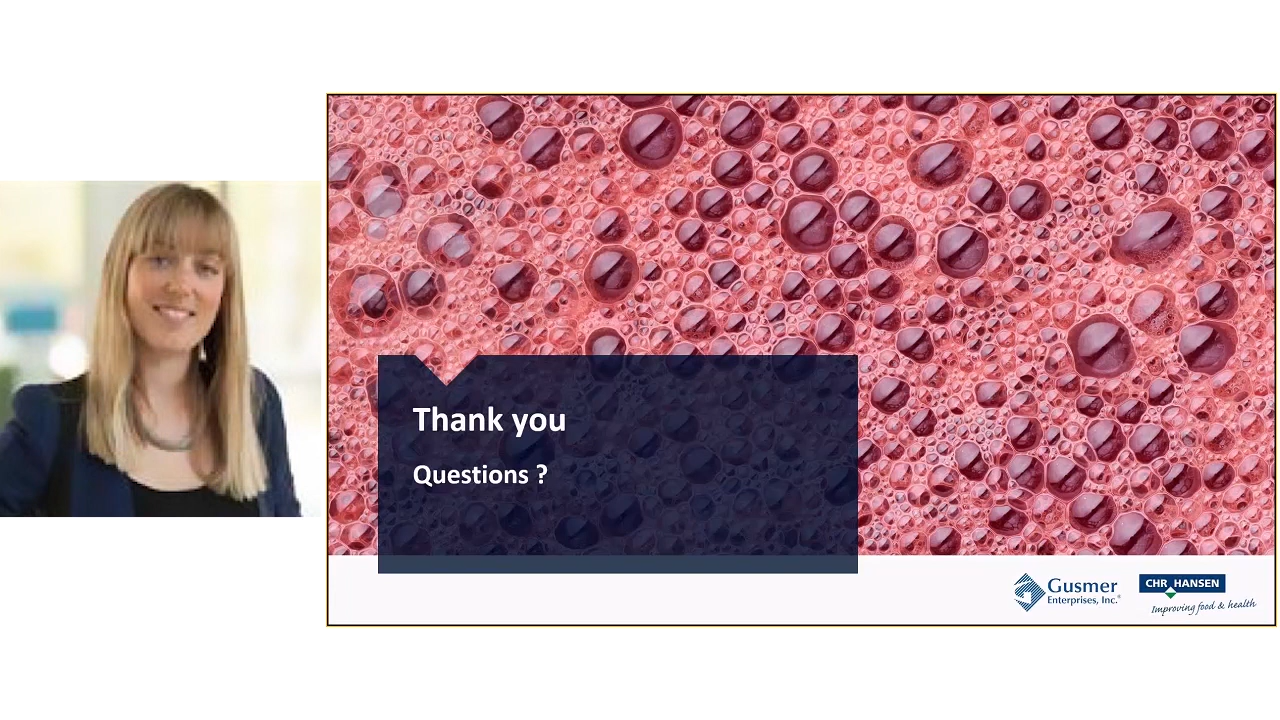 Thank you
Questions ?
Gusmer
Enterprises, Inc.®
CHR HANSEN
Improving food & health